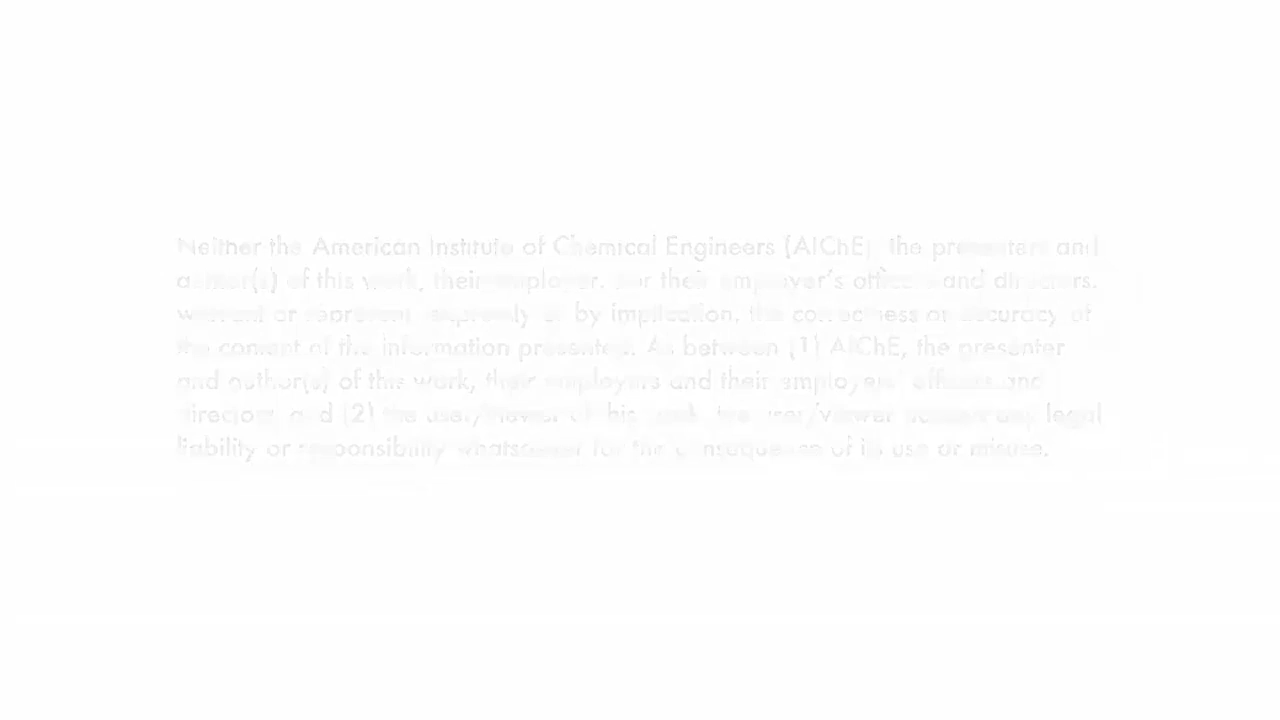 Neither the American Institute of Chemical Engineers (AIChE), the presenters and
author(s) of this work, their employer, nor their employer's officers and directors,
warrant or represent, expressly or by implication, the correctness or accuracy of
the content of the information presented. As between (1) AIChE, the presenter
and author(s) of this work, their employers and their employers' officers and
directors and (2) the user/viewer of this work, the user/viewer accepts any legal
liability or responsibility whatsoever for the consequence of its use or misuse.